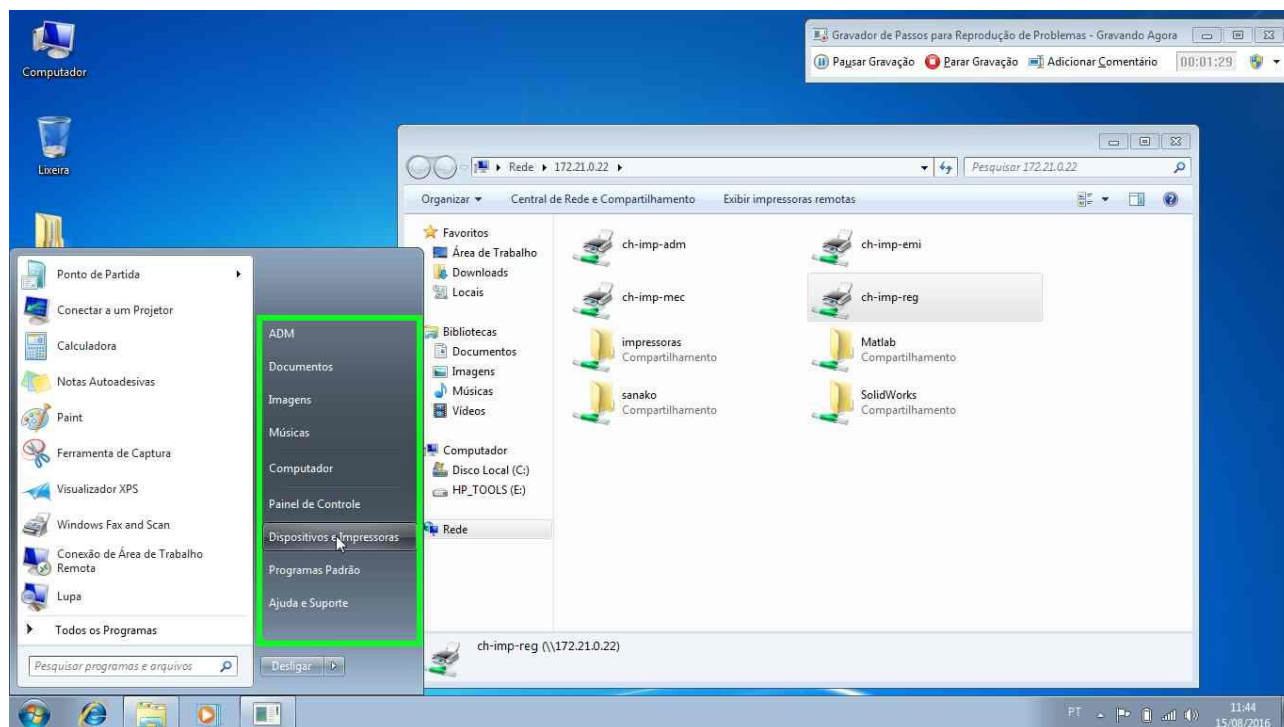 Computador
Lixeira
Gravador de Passos para Reprodução de Problemas - Gravando Agora
Pausar Gravação Parar Gravação Adicionar Comentário 00:01:29
Rede 172.21.0.22
Pesquisar 172.21.0.22
Organizar Central de Rede e Compartilhamento Exibir impressoras remotas
Favoritos
Área de Trabalho
Downloads
Locais
Bibliotecas
Documentos
Imagens
Músicas
Vídeos
Computador
Disco Local (C:)
HP_TOOLS (E:)
Rede
ch-imp-adm
ch-imp-emi
ch-imp-mec
ch-imp-reg
impressoras
Compartilhamento
Matlab
Compartilhamento
sanako
Compartilhamento
SolidWorks
Compartilhamento
ch-imp-reg (\\172.21.0.22)
Ponto de Partida
Conectar a um Projetor
Calculadora
Notas Autoadesivas
Paint
Ferramenta de Captura
Visualizador XPS
Windows Fax and Scan
Conexão de Área de Trabalho
Remota
Lupa
Todos os Programas
Pesquisar programas e arquivos
ADM
Documentos
Imagens
Músicas
Computador
Painel de Controle
Dispositivos e Impressoras
Programas Padrão
Ajuda e Suporte
Desligar
PT
11:44
15/08/2016